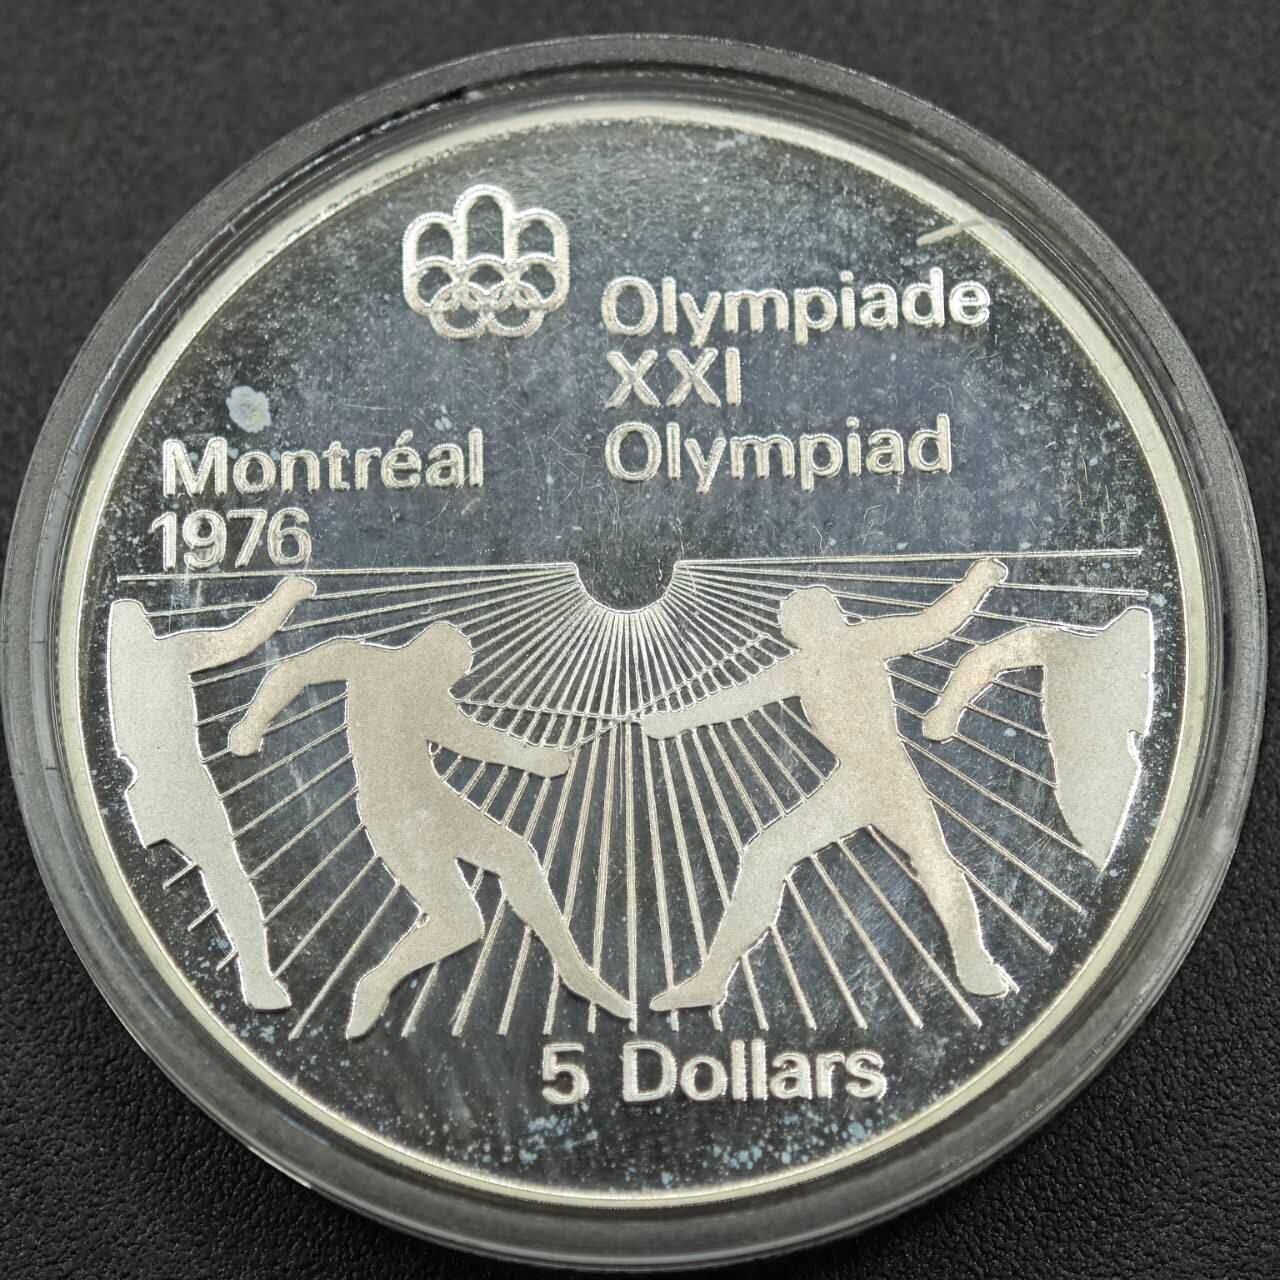 Olympiade
XXI
Olympiad
Montréal
1976
5 Dollars